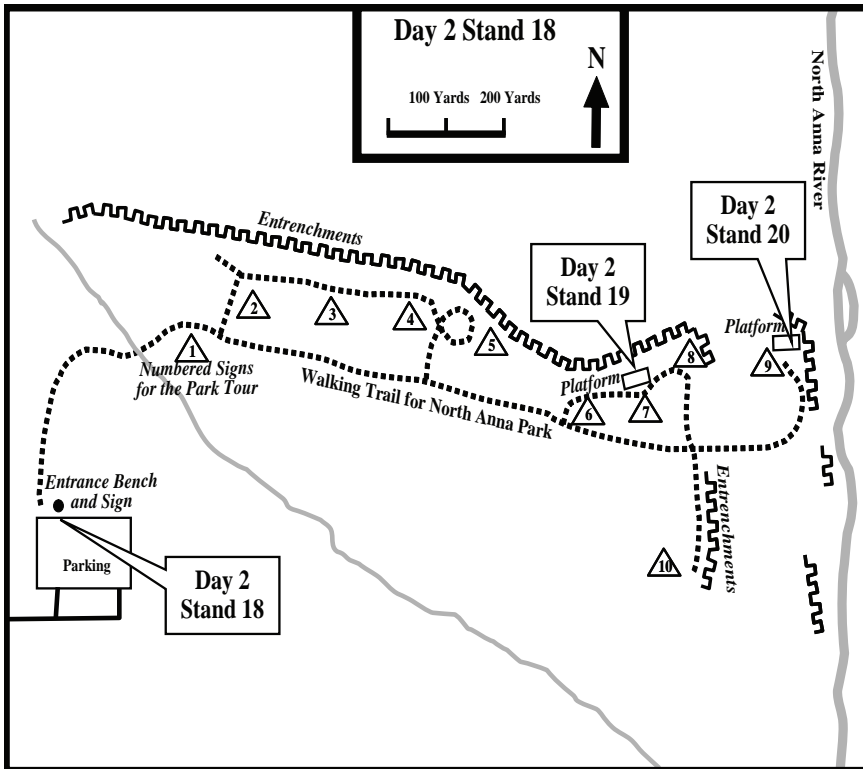 Day 2 Stand 18
N
100 Yards 200 Yards
North Anna River
Entrenchments
Day 2
Stand 20
Day 2
Stand 19
Platform
Platform
1
2
3
4
5
6
7
8
9
10
Numbered Signs
for the Park Tour
Walking Trail for North Anna Park
Entrenchments
Entrance Bench
and Sign
Parking
Day 2
Stand 18